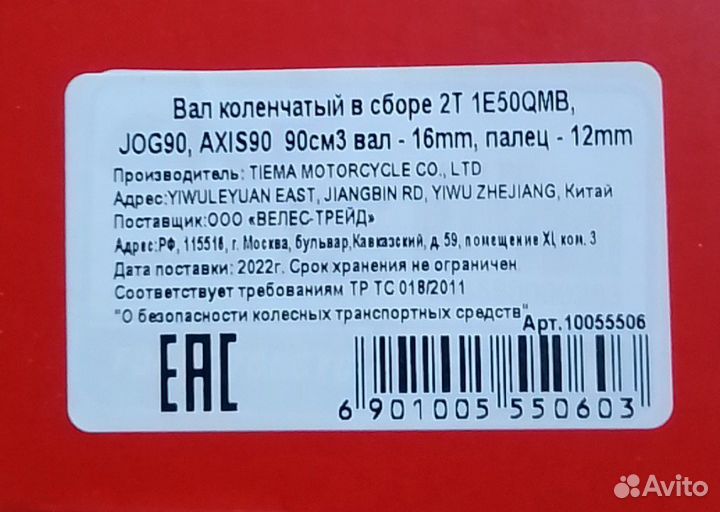 Вал коленчатый в сборе 2Т 1E50QMB,
JOG90, AXIS90 90см3 вал - 16mm, палец - 12mm
Производитель: TIEMA MOTORCYCLE CO., LTD
Адрес:YIWULEYUAN EAST, JIANGBIN RD, YIWU ZHEJIANG, Китай
Поставщик:ООО «ВЕЛЕС-ТРЕЙД»
Адрес:РФ, 115516, г. Москва, бульвар,Кавказский, д. 59, помещение XI, ком. 3
Дата поставки: 2022г. Срок хранения не ограничен
Соответствует требованиям ТР ТС 018/2011
"О безопасности колесных транспортных средств"
Арт.10055506
EAC
6 901005 550603
Avito